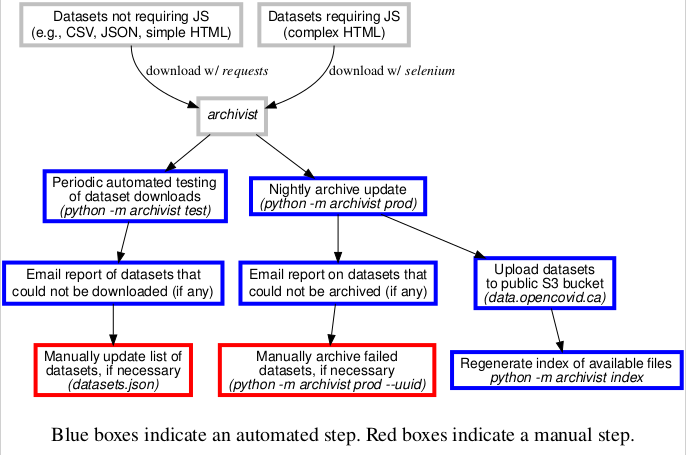 Datasets not requiring JS
(e.g., CSV, JSON, simple HTML)
Datasets requiring JS
(complex HTML)
download w/ requests
download w/ selenium
archivist
Periodic automated testing
of dataset downloads
(python -m archivist test)
Nightly archive update
(python -m archivist prod)
Email report of datasets that
could not be downloaded (if any)
Email report on datasets that
could not be archived (if any)
Upload datasets
to public S3 bucket
(data.opencovid.ca)
Manually update list of
datasets, if necessary
(datasets.json)
Manually archive failed
datasets, if necessary
(python -m archivist prod --uuid)
Regenerate index of available files
python -m archivist index
Blue boxes indicate an automated step. Red boxes indicate a manual step.